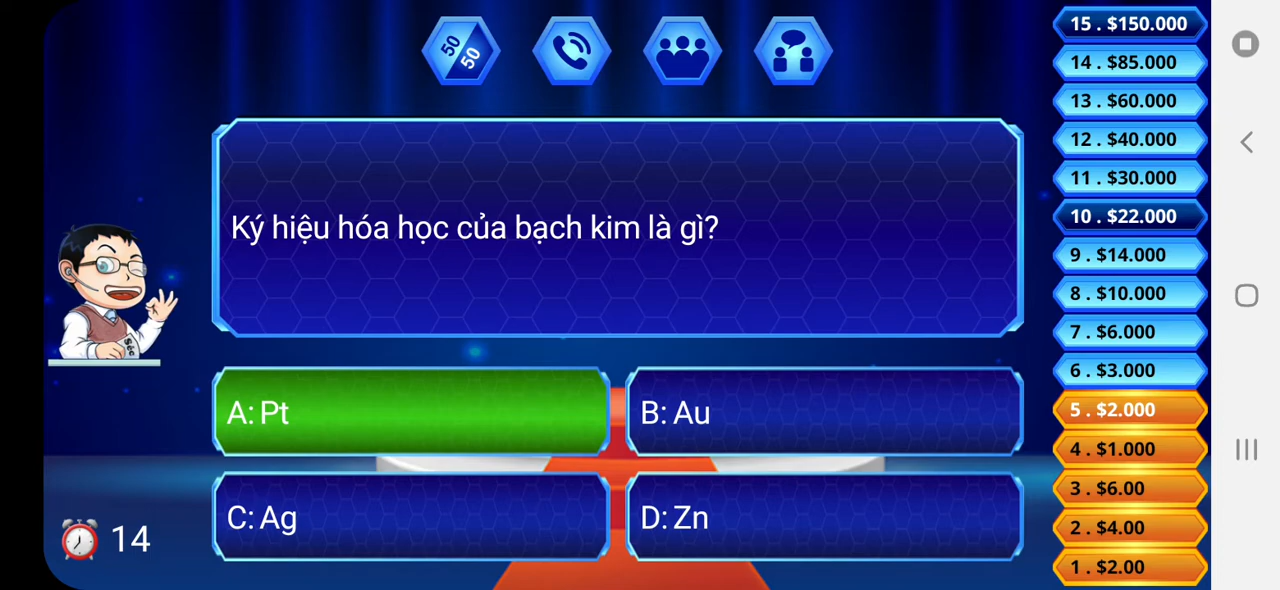 50
50
Ký hiệu hóa học của bạch kim là gì?
A: Pt
B: Au
C: Ag
D: Zn
14
15 . $150.000
14 . $85.000
13 . $60.000
12 . $40.000
11 . $30.000
10 . $22.000
9 . $14.000
8 . $10.000
7 . $6.000
6 . $3.000
5 . $2.000
4 . $1.000
3 . $6.00
2 . $4.00
1 . $2.00